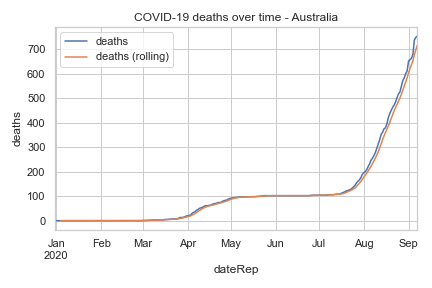 COVID-19 deaths over time - Australia
deaths
deaths (rolling)
700
600
500
400
300
200
100
0
deaths
Jan Feb Mar Apr May Jun Jul Aug Sep
2020
dateRep